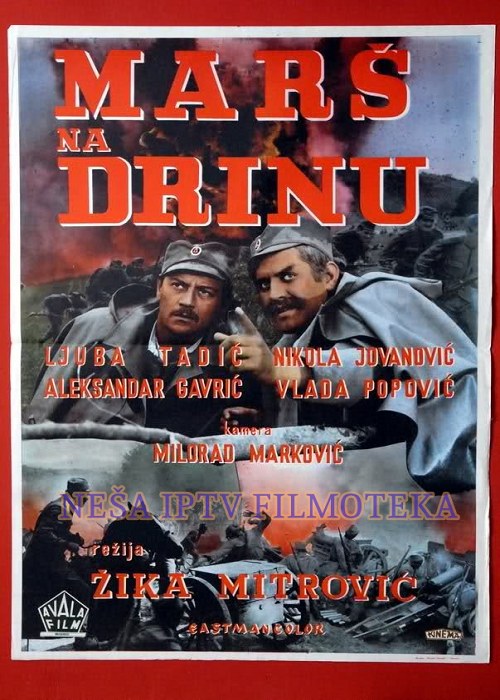 MARŠ
NA
DRINU
LJUBA TADIĆ NIKOLA JOVANOVIĆ
ALEKSANDAR GAVRIĆ VLADA POPOVIĆ
kamera
MILORAD MARKOVIĆ
NEŠA IPTV FILMOTEKA
režija
ŽIKA MITROVIĆ
EASTMANCOLOR
AVALA
FILM
KINEMA